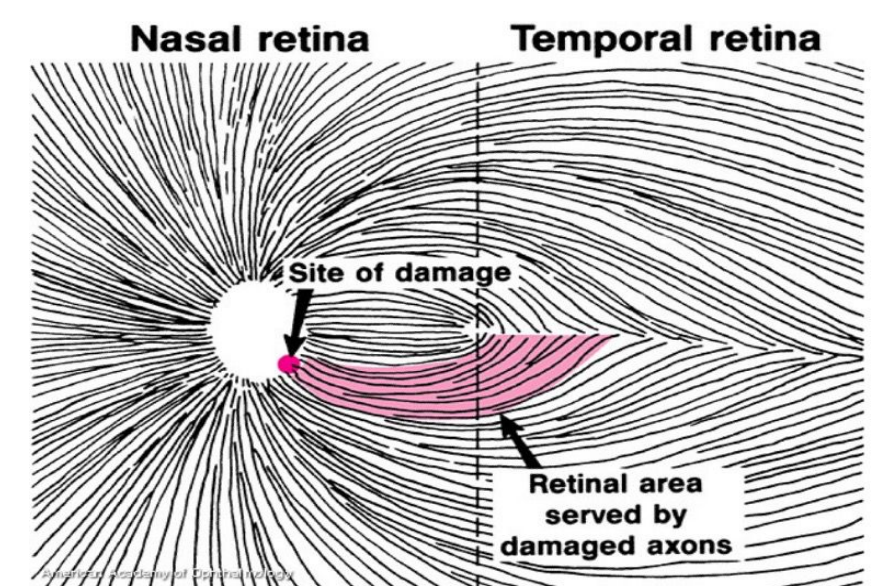 Nasal retina
Temporal retina
Site of damage
Retinal area
served by
damaged axons
American Academy of Ophthalmology